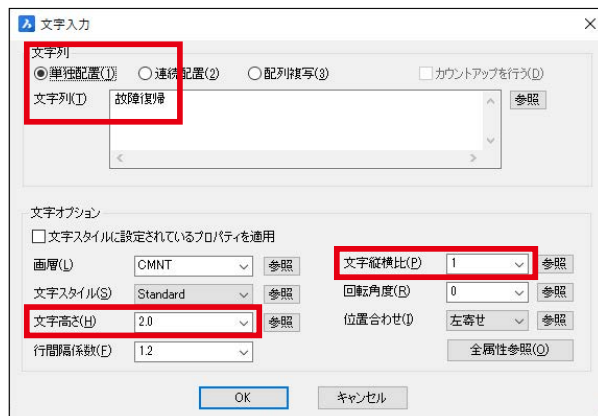 文字入力
文字列
単独配置(1) 連続配置(2) 配列複写(3) カウントアップを行う(D)
文字列(T) 故障復帰 参照
文字オプション
文字スタイルに設定されているプロパティを適用
画層(L) CMNT 参照 文字縦横比(P) 1 参照
文字スタイル(S) Standard 参照 回転角度(R) 0 参照
文字高さ(H) 2.0 参照 位置合わせ(I) 左寄せ 参照
行間隔係数(F) 1.2 全属性参照(O)
OK キャンセル